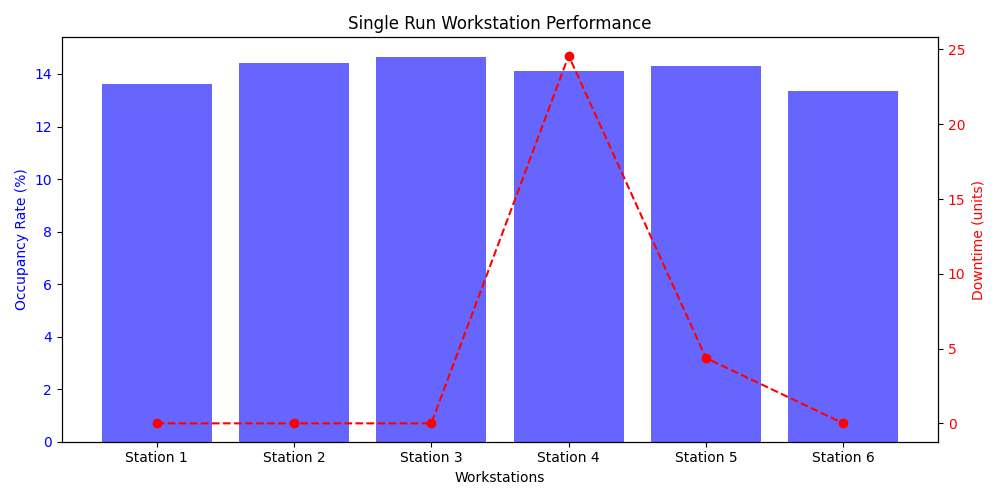 Single Run Workstation Performance
Occupancy Rate (%)
14
12
10
8
6
4
2
0
25
20
15
10
5
0
Downtime (units)
Station 1 Station 2 Station 3 Station 4 Station 5 Station 6
Workstations